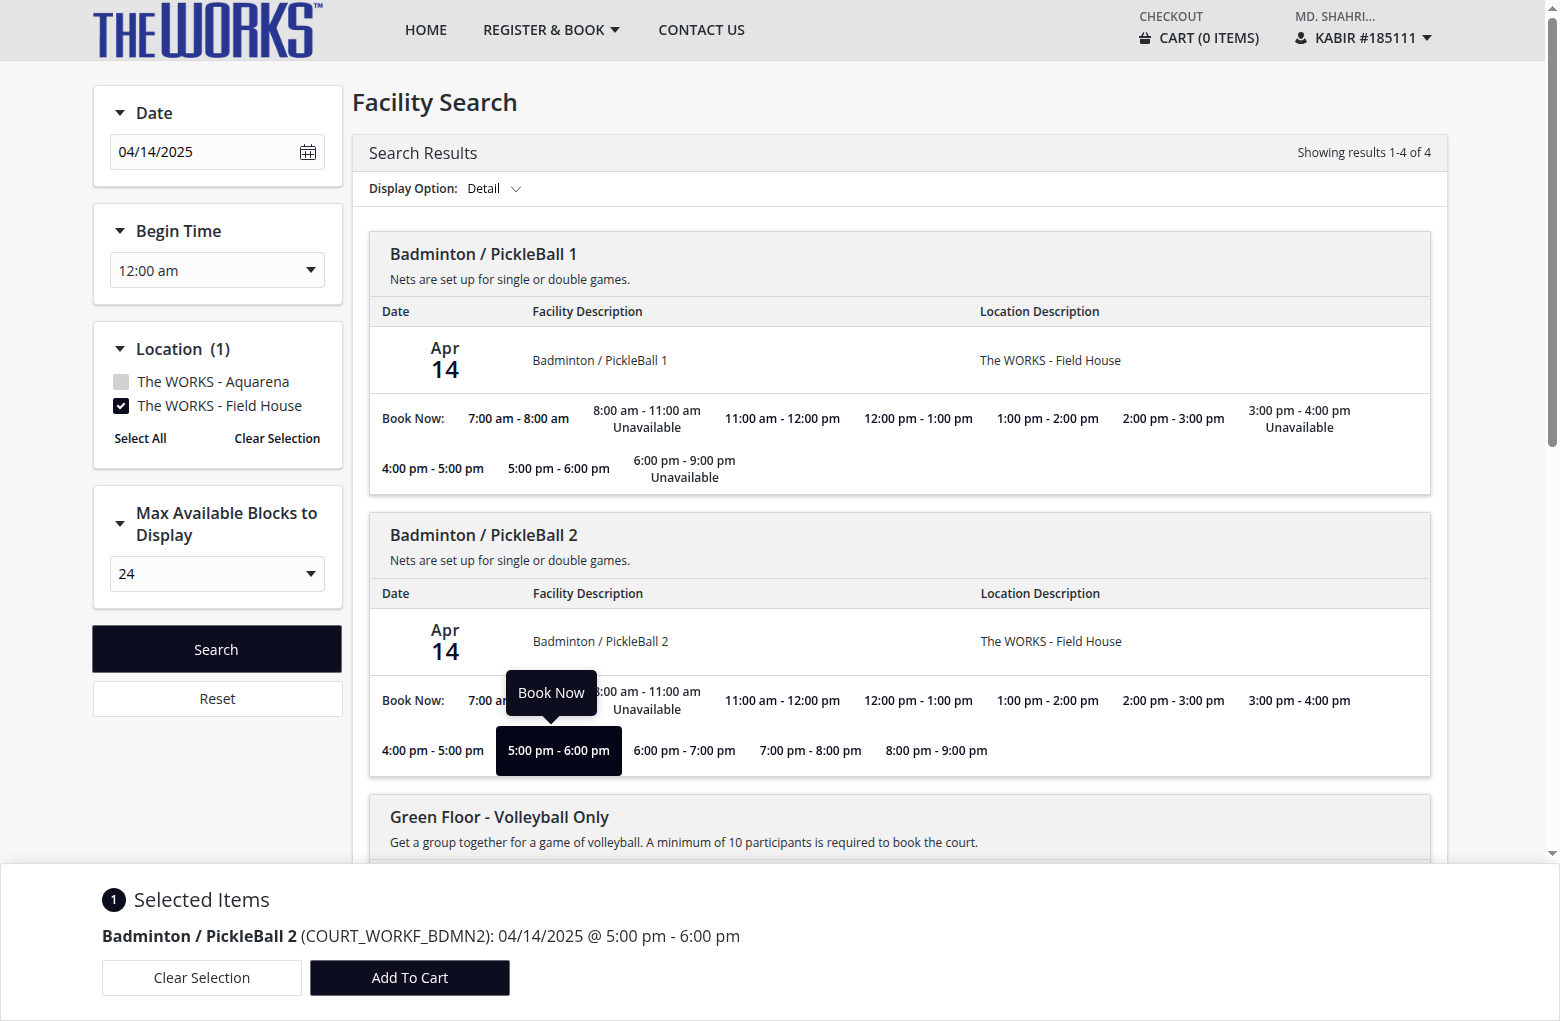 THEWORKS™
HOME
REGISTER & BOOK
CONTACT US
CHECKOUT
CART (0 ITEMS)
MD. SHAHRI...
KABIR #185111
Date
04/14/2025
Begin Time
12:00 am
Location (1)
The WORKS - Aquarena
The WORKS - Field House
Select All
Clear Selection
Max Available Blocks to
Display
24
Search
Reset
Facility Search
Search Results
Showing results 1-4 of 4
Display Option: Detail
Badminton / PickleBall 1
Nets are set up for single or double games.
Date Facility Description Location Description
Apr
14
Badminton / PickleBall 1
The WORKS - Field House
Book Now: 7:00 am - 8:00 am
8:00 am - 11:00 am
Unavailable
11:00 am - 12:00 pm
12:00 pm - 1:00 pm
1:00 pm - 2:00 pm
2:00 pm - 3:00 pm
3:00 pm - 4:00 pm
Unavailable
4:00 pm - 5:00 pm
5:00 pm - 6:00 pm
6:00 pm - 9:00 pm
Unavailable
Badminton / PickleBall 2
Nets are set up for single or double games.
Date Facility Description Location Description
Apr
14
Badminton / PickleBall 2
The WORKS - Field House
Book Now
Book Now: 7:00 a
:00 am - 11:00 am
Unavailable
11:00 am - 12:00 pm
12:00 pm - 1:00 pm
1:00 pm - 2:00 pm
2:00 pm - 3:00 pm
3:00 pm - 4:00 pm
4:00 pm - 5:00 pm
5:00 pm - 6:00 pm
6:00 pm - 7:00 pm
7:00 pm - 8:00 pm
8:00 pm - 9:00 pm
Green Floor - Volleyball Only
Get a group together for a game of volleyball. A minimum of 10 participants is required to book the court.
1 Selected Items
Badminton / PickleBall 2 (COURT_WORKF_BDMN2): 04/14/2025 @ 5:00 pm - 6:00 pm
Clear Selection
Add To Cart